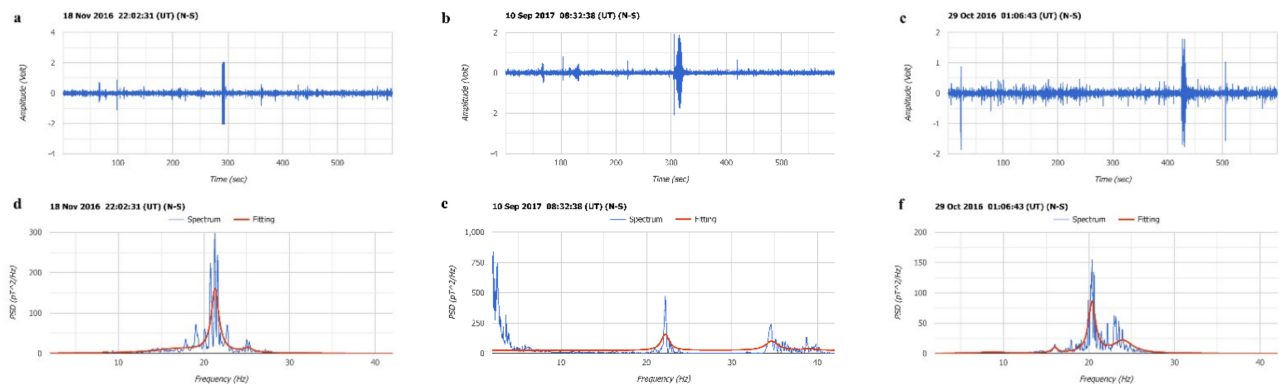 a
18 Nov 2016 22:02:31 (UT) (N-S)
Amplitude (Volt)
4
2
0
-2
-4
100
200
300
400
500
Time (sec)
b
10 Sep 2017 08:32:38 (UT) (N-S)
Amplitude (Volt)
2
0
-2
-4
100
200
300
400
500
Time (sec)
c
29 Oct 2016 01:06:43 (UT) (N-S)
Amplitude (Volt)
2
1
0
-1
-2
100
200
300
400
500
Time (sec)
d
18 Nov 2016 22:02:31 (UT) (N-S)
Spectrum
Fitting
PSD (pT^2/Hz)
300
200
100
0
10
20
30
40
Frequency (Hz)
e
10 Sep 2017 08:32:38 (UT) (N-S)
Spectrum
Fitting
PSD (pT^2/Hz)
1,000
750
500
250
0
10
20
30
40
Frequency (Hz)
f
29 Oct 2016 01:06:43 (UT) (N-S)
Spectrum
Fitting
PSD (pT^2/Hz)
200
150
100
50
0
10
20
30
40
Frequency (Hz)